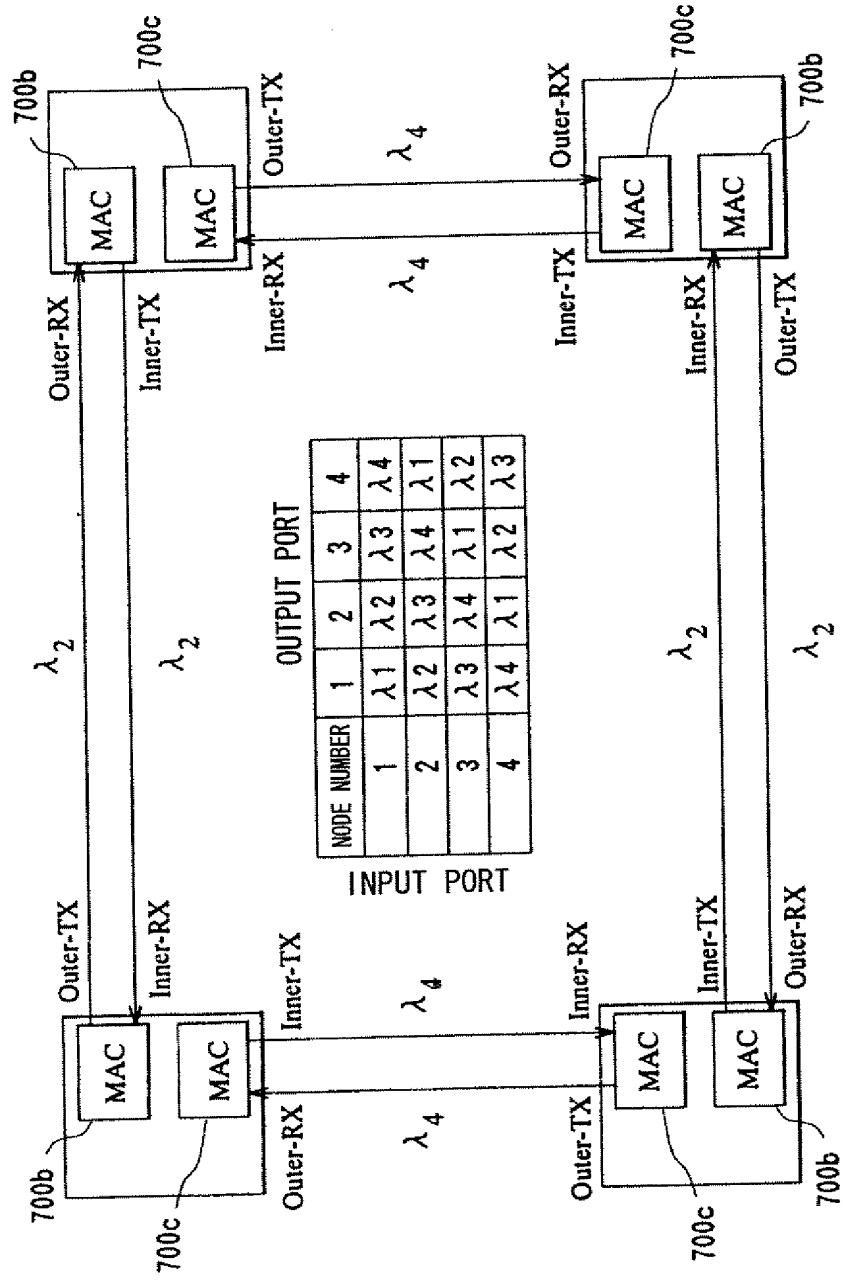 700b
MAC
Outer-TX
λ2
Outer-RX
MAC
700b
Inner-RX
λ2
Inner-TX
700c
MAC
MAC
700c
Outer-RX
Inner-TX
Inner-RX
Outer-TX
OUTPUT PORT
INPUT PORT
NODE NUMBER 1 2 3 4
1 λ1 λ2 λ3 λ4
2 λ2 λ3 λ4 λ1
3 λ3 λ4 λ1 λ2
4 λ4 λ1 λ2 λ3
λ4
λ4
λ4
λ4
Outer-TX
Inner-RX
Inner-TX
Outer-RX
700c
MAC
MAC
700c
Inner-TX
λ2
Inner-RX
700b
MAC
MAC
700b
Outer-RX
λ2
Outer-TX